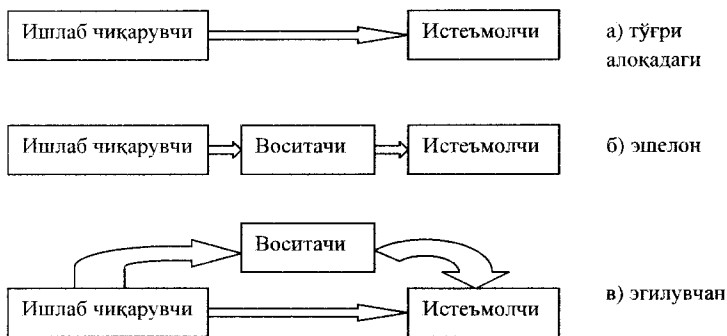 Ишлаб чиқарувчи Истеъмолчи а) тўғри
алоқадаги
Ишлаб чиқарувчи Воситачи Истеъмолчи б) эшелон
Воситачи
Ишлаб чиқарувчи Истеъмолчи в) эгилувчан